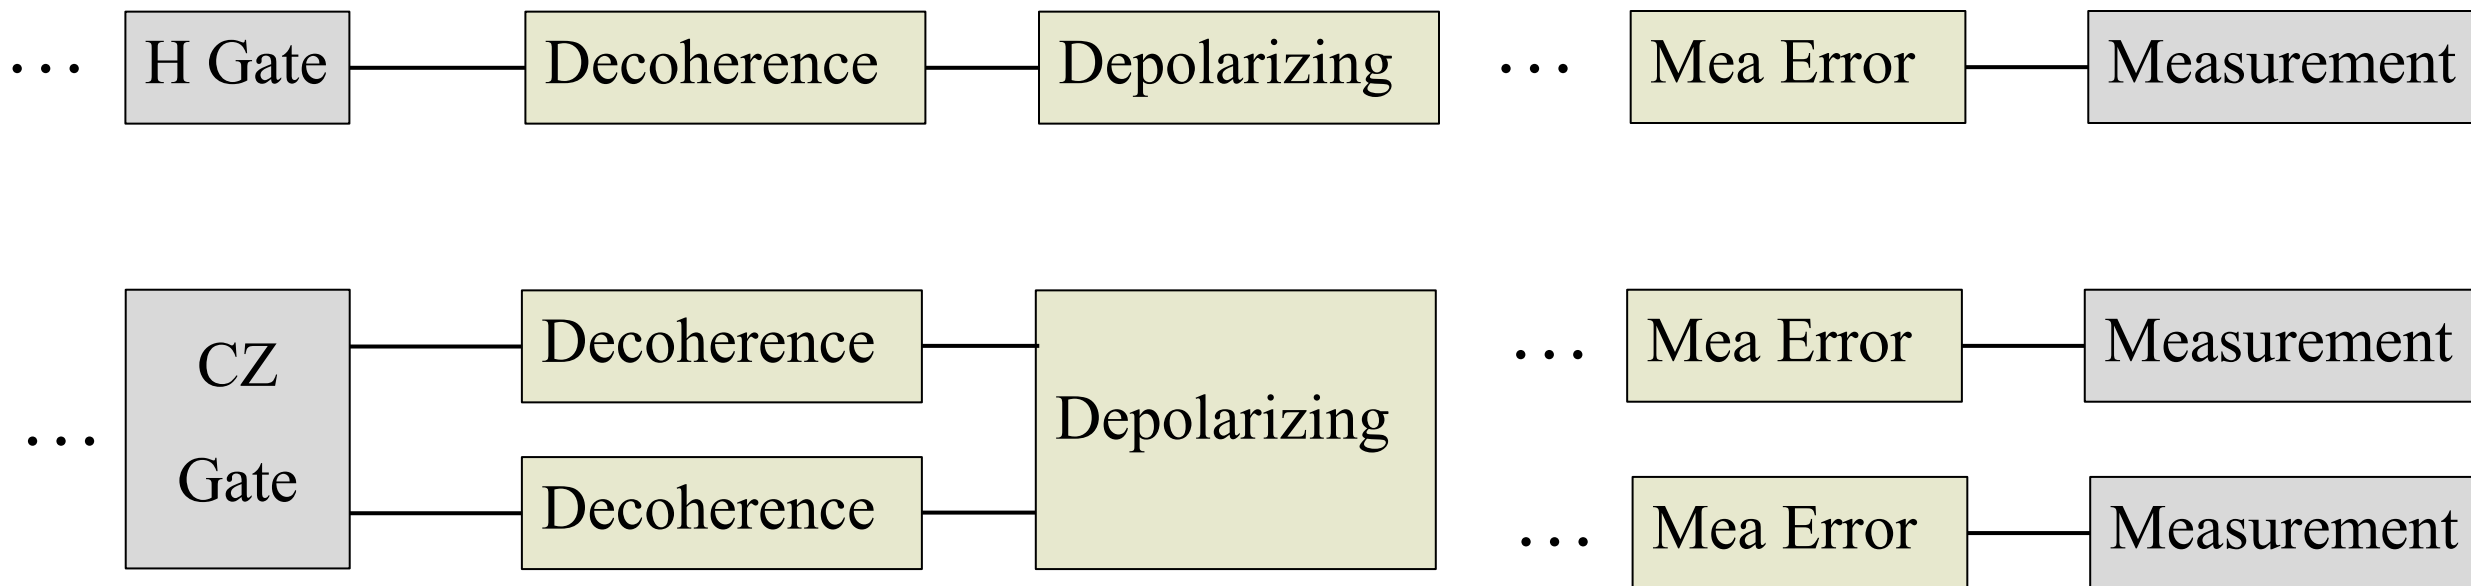 … H Gate Decoherence Depolarizing … Mea Error Measurement
CZ
Gate
Decoherence
Decoherence
Depolarizing
… Mea Error Measurement
… Mea Error Measurement
…